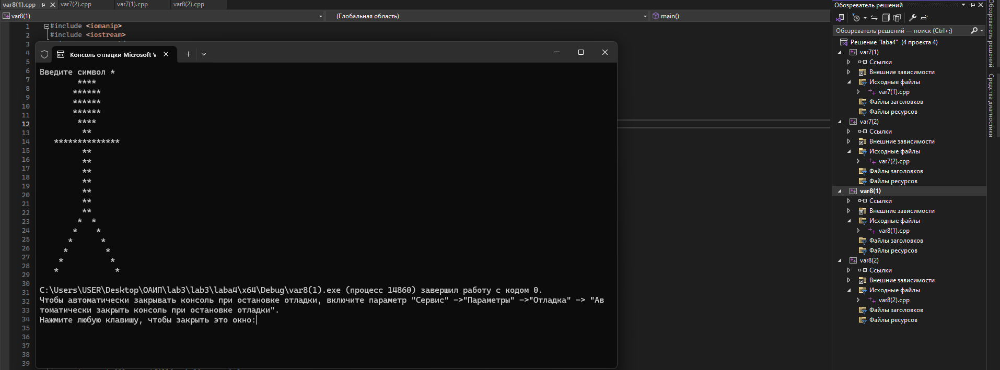 var8(1).cpp var7(2).cpp var7(1).cpp var8(2).cpp
var8(1) (Глобальная область) main()
1 #include <iomanip>
2 #include <iostream>
3
4
5
6
7
8
9
10
11
12
13
14
15
16
17
18
19
20
21
22
23
24
25
26
27
28
29
30
31
32
33
34
35
36
37
38
39
Консоль отладки Microsoft V
Введите символ *
        ****
       ******
       ******
       ******
        ****
         **
   **************
         **
         **
         **
         **
         **
         **
         **
        *  *
       *    *
      *      *
     *        *
    *          *
   *            *
C:\Users\USER\Desktop\ОАИП\lab3\lab3\laba4\x64\Debug\var8(1).exe (процесс 14860) завершил работу с кодом 0.
Чтобы автоматически закрывать консоль при остановке отладки, включите параметр "Сервис" ->"Параметры" ->"Отладка" -> "Ав
томатически закрыть консоль при остановке отладки".
Нажмите любую клавишу, чтобы закрыть это окно:
Обозреватель решений
Обозреватель решений — поиск (Ctrl+;)
Решение "laba4" (4 проекта 4)
var7(1)
Ссылки
Внешние зависимости
Исходные файлы
var7(1).cpp
Файлы заголовков
Файлы ресурсов
var7(2)
Ссылки
Внешние зависимости
Исходные файлы
var7(2).cpp
Файлы заголовков
Файлы ресурсов
var8(1)
Ссылки
Внешние зависимости
Исходные файлы
var8(1).cpp
Файлы заголовков
Файлы ресурсов
var8(2)
Ссылки
Внешние зависимости
Исходные файлы
var8(2).cpp
Файлы заголовков
Файлы ресурсов
Обозреватель решений
Средства диагностики